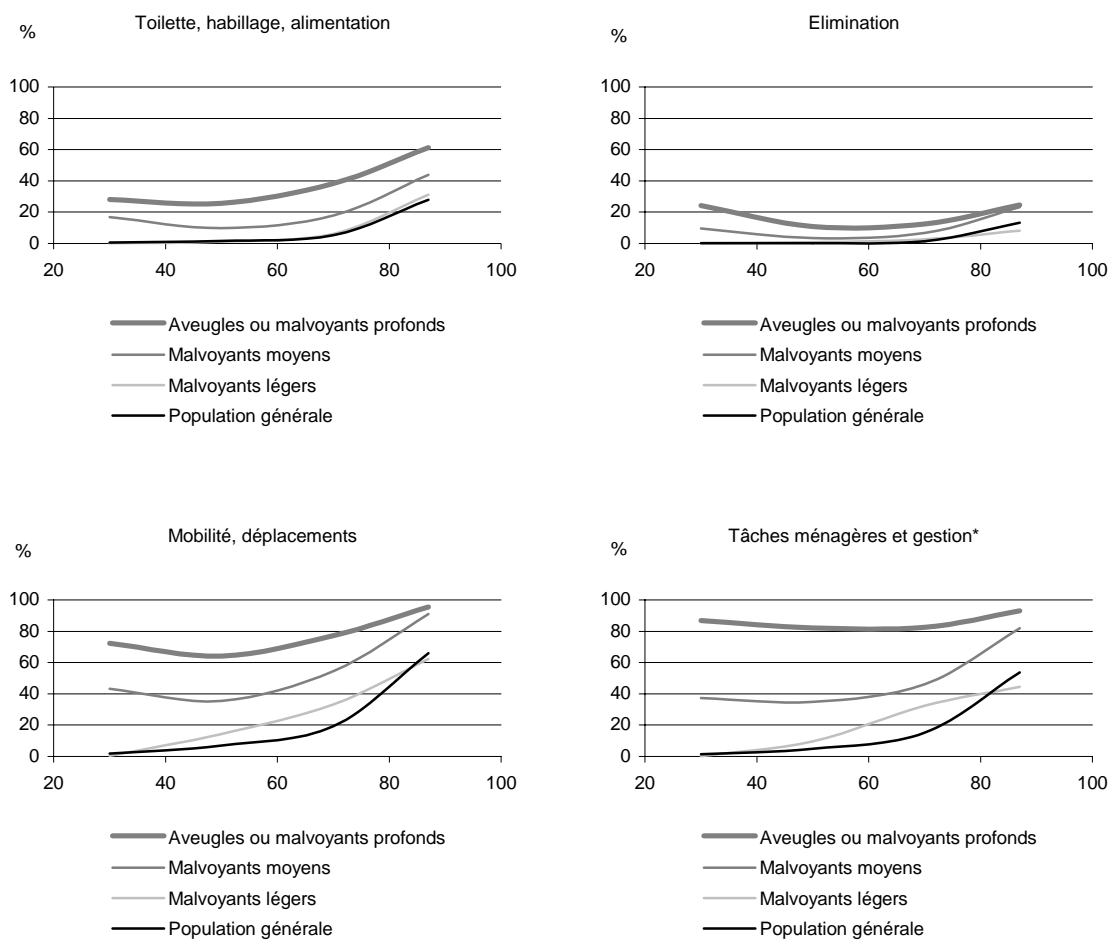 Toilette, habillage, alimentation
%
100
80
60
40
20
0
20 40 60 80 100
Aveugles ou malvoyants profonds
Malvoyants moyens
Malvoyants légers
Population générale
Elimination
%
100
80
60
40
20
0
20 40 60 80 100
Aveugles ou malvoyants profonds
Malvoyants moyens
Malvoyants légers
Population générale
Mobilité, déplacements
%
100
80
60
40
20
0
20 40 60 80 100
Aveugles ou malvoyants profonds
Malvoyants moyens
Malvoyants légers
Population générale
Tâches ménagères et gestion*
%
100
80
60
40
20
0
20 40 60 80 100
Aveugles ou malvoyants profonds
Malvoyants moyens
Malvoyants légers
Population générale